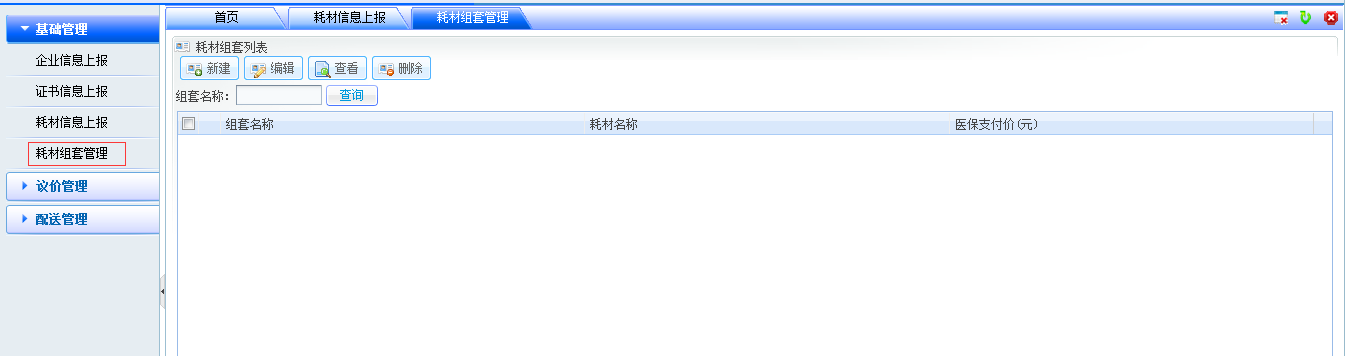 首页 耗材信息上报 耗材组套管理
基础管理
企业信息上报
证书信息上报
耗材信息上报
耗材组套管理
议价管理
配送管理
耗材组套列表
新建 编辑 查看 删除
组套名称： 查询
组套名称 耗材名称 医保支付价(元)